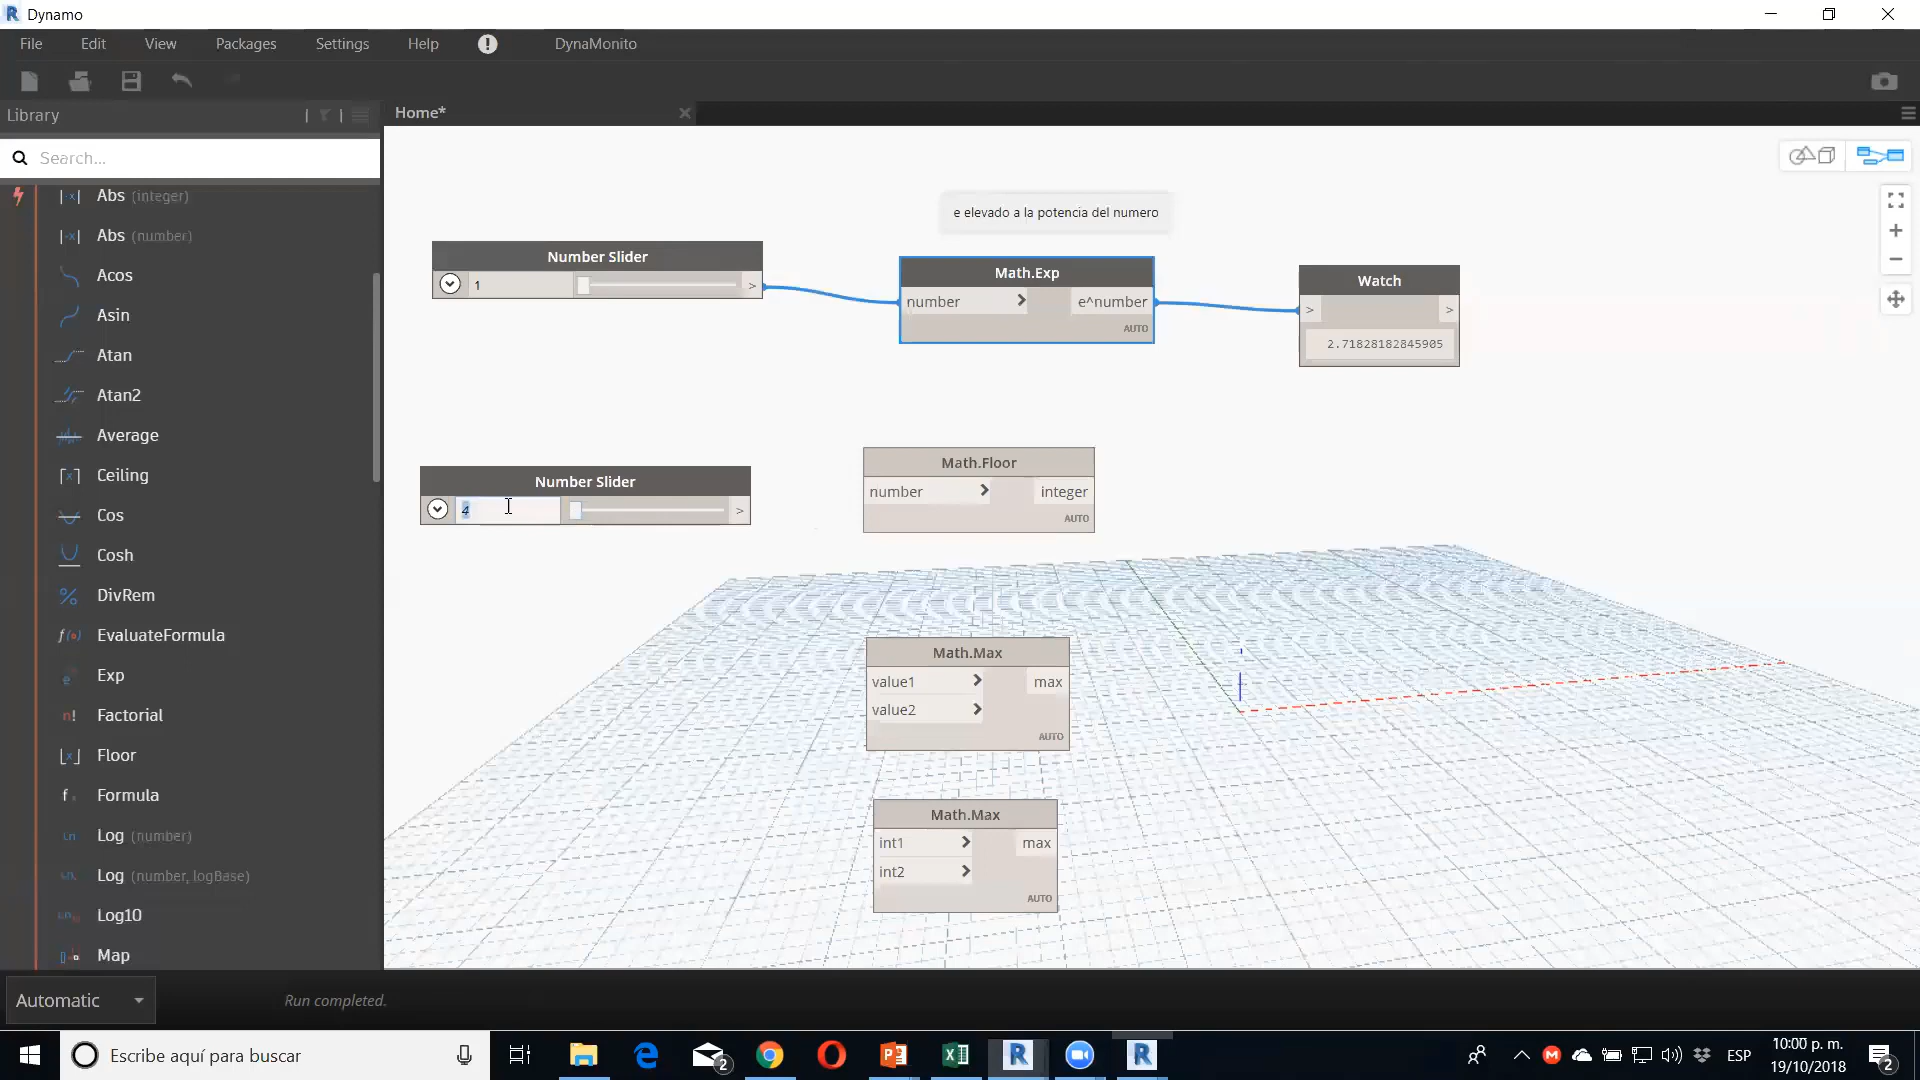 Dynamo
File Edit View Packages Settings Help DynaMonito
Library
Home*
Search...
Abs (integer)
Abs (number)
Acos
Asin
Atan
Atan2
Average
Ceiling
Cos
Cosh
DivRem
EvaluateFormula
Exp
Factorial
Floor
Formula
Log (number)
Log (number, logBase)
Log10
Map
e elevado a la potencia del numero
Number Slider
1 >
Math.Exp
number > e^number
AUTO
Watch
> >
2.71828182845905
Number Slider
4 >
Math.Floor
number > integer
AUTO
Math.Max
value1 > max
value2 >
AUTO
Math.Max
int1 > max
int2 >
AUTO
Automatic
Run completed.
Escribe aquí para buscar
2
ESP
10:00 p. m.
19/10/2018
2